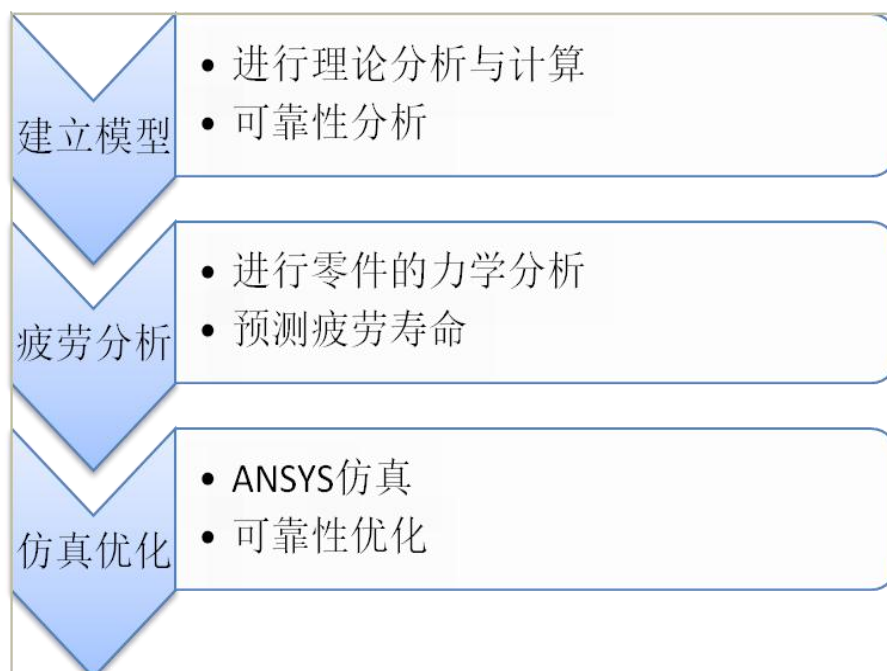 建立模型
• 进行理论分析与计算
• 可靠性分析
疲劳分析
• 进行零件的力学分析
• 预测疲劳寿命
仿真优化
• ANSYS仿真
• 可靠性优化